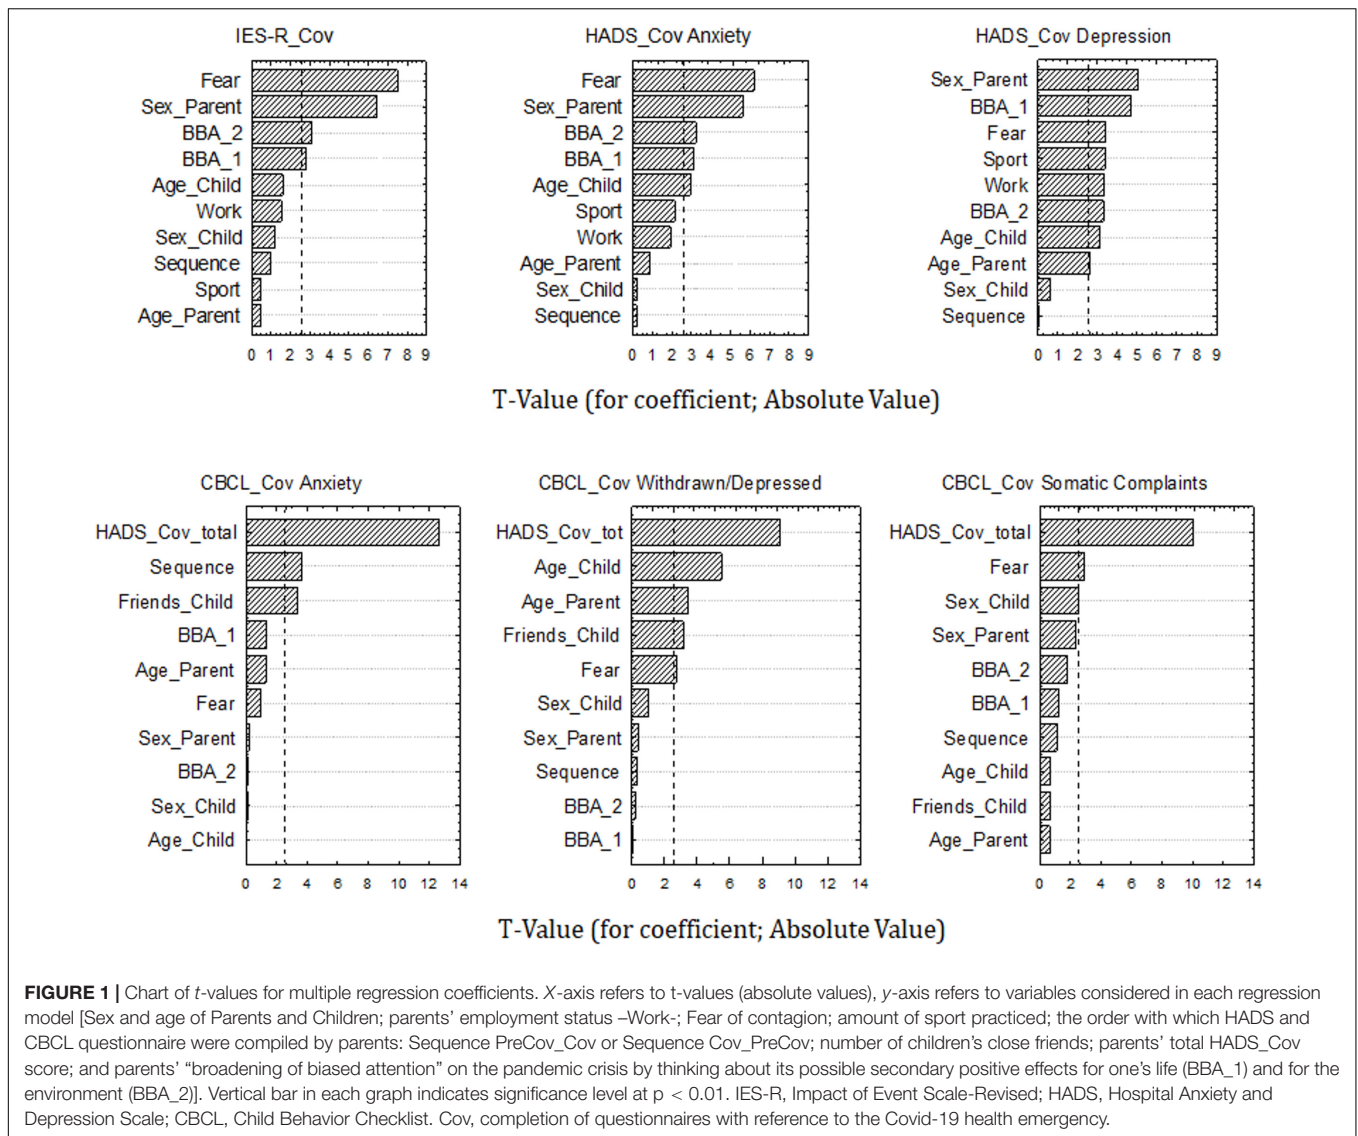 IES-R_Cov
Fear
Sex_Parent
BBA_2
BBA_1
Age_Child
Work
Sex_Child
Sequence
Sport
Age_Parent
0 1 2 3 4 5 6 7 8 9
HADS_Cov Anxiety
Fear
Sex_Parent
BBA_2
BBA_1
Age_Child
Sport
Work
Age_Parent
Sex_Child
Sequence
0 1 2 3 4 5 6 7 8 9
HADS_Cov Depression
Sex_Parent
BBA_1
Fear
Sport
Work
BBA_2
Age_Child
Age_Parent
Sex_Child
Sequence
0 1 2 3 4 5 6 7 8 9
T-Value (for coefficient; Absolute Value)
CBCL_Cov Anxiety
HADS_Cov_total
Sequence
Friends_Child
BBA_1
Age_Parent
Fear
Sex_Parent
BBA_2
Sex_Child
Age_Child
0 2 4 6 8 10 12 14
CBCL_Cov Withdrawn/Depressed
HADS_Cov_tot
Age_Child
Age_Parent
Friends_Child
Fear
Sex_Child
Sex_Parent
Sequence
BBA_2
BBA_1
0 2 4 6 8 10 12 14
CBCL_Cov Somatic Complaints
HADS_Cov_total
Fear
Sex_Child
Sex_Parent
BBA_2
BBA_1
Sequence
Age_Child
Friends_Child
Age_Parent
0 2 4 6 8 10 12 14
T-Value (for coefficient; Absolute Value)
FIGURE 1 | Chart of t-values for multiple regression coefficients. X-axis refers to t-values (absolute values), y-axis refers to variables considered in each regression
model [Sex and age of Parents and Children; parents' employment status –Work-; Fear of contagion; amount of sport practiced; the order with which HADS and
CBCL questionnaire were compiled by parents: Sequence PreCov_Cov or Sequence Cov_PreCov; number of children's close friends; parents' total HADS_Cov
score; and parents' “broadening of biased attention” on the pandemic crisis by thinking about its possible secondary positive effects for one's life (BBA_1) and for the
environment (BBA_2)]. Vertical bar in each graph indicates significance level at p < 0.01. IES-R, Impact of Event Scale-Revised; HADS, Hospital Anxiety and
Depression Scale; CBCL, Child Behavior Checklist. Cov, completion of questionnaires with reference to the Covid-19 health emergency.